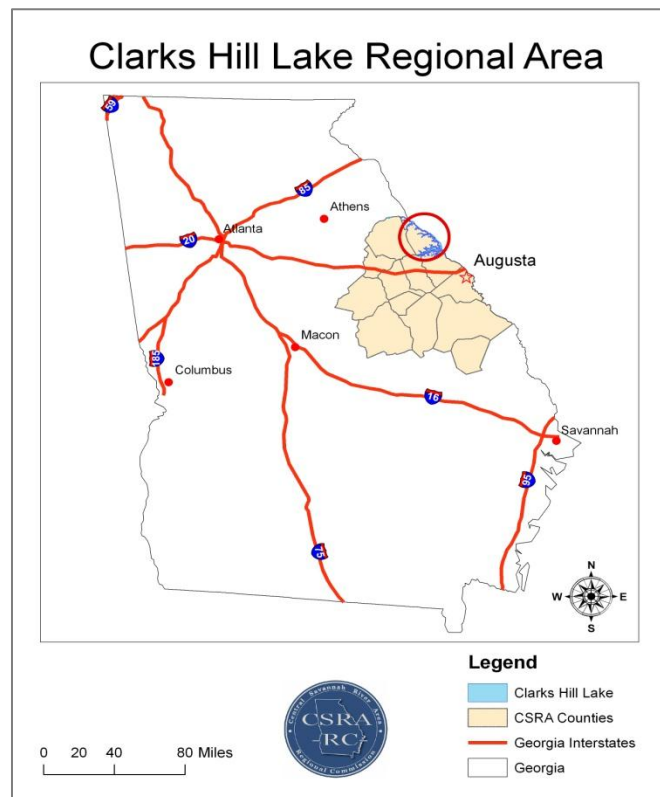 Clarks Hill Lake Regional Area
59
85
Athens
Atlanta
20
Augusta
Macon
185
Columbus
16
Savannah
95
75
N
W E
S
Legend
Clarks Hill Lake
CSRA Counties
Georgia Interstates
Georgia
Central Savannah River Area
CSRA
RC
Regional Commission
0 20 40 80 Miles